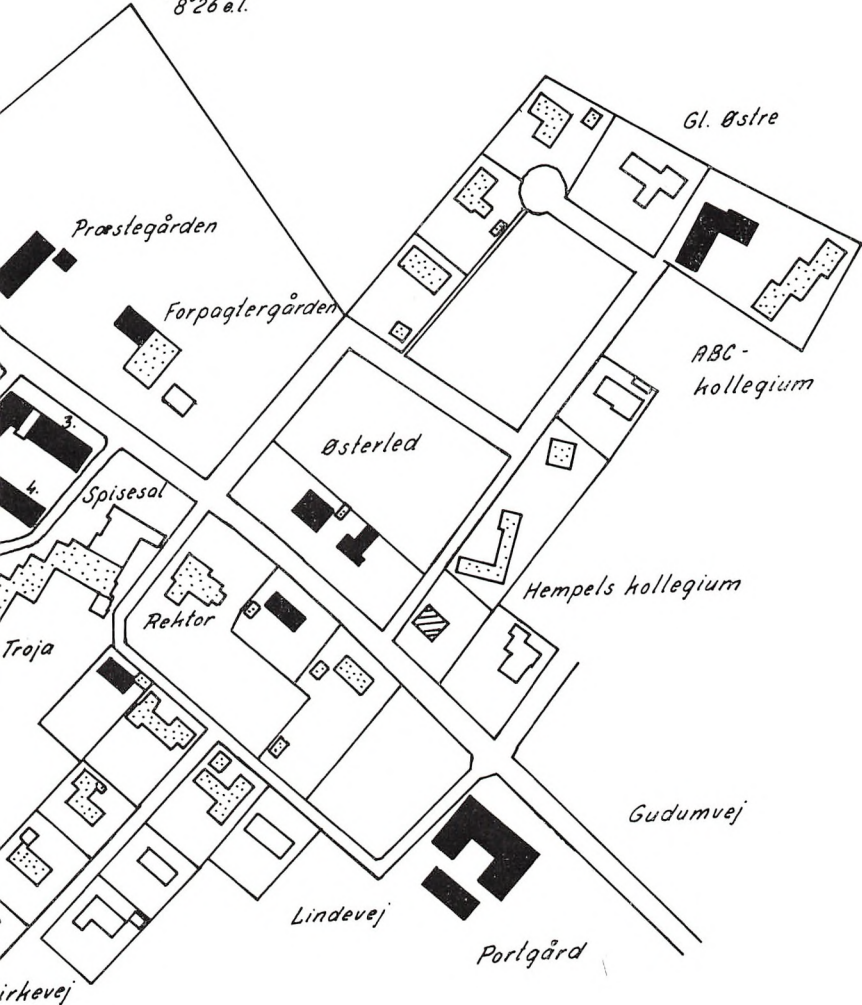 8*26 e.l.
Gl. Østre
Præstegården
Forpagtergården
ABC-
kollegium
3.
Østerled
4.
Spisesal
Hempels kollegium
Rektor
Troja
Gudumvej
Lindevej
Portgård
irkevej